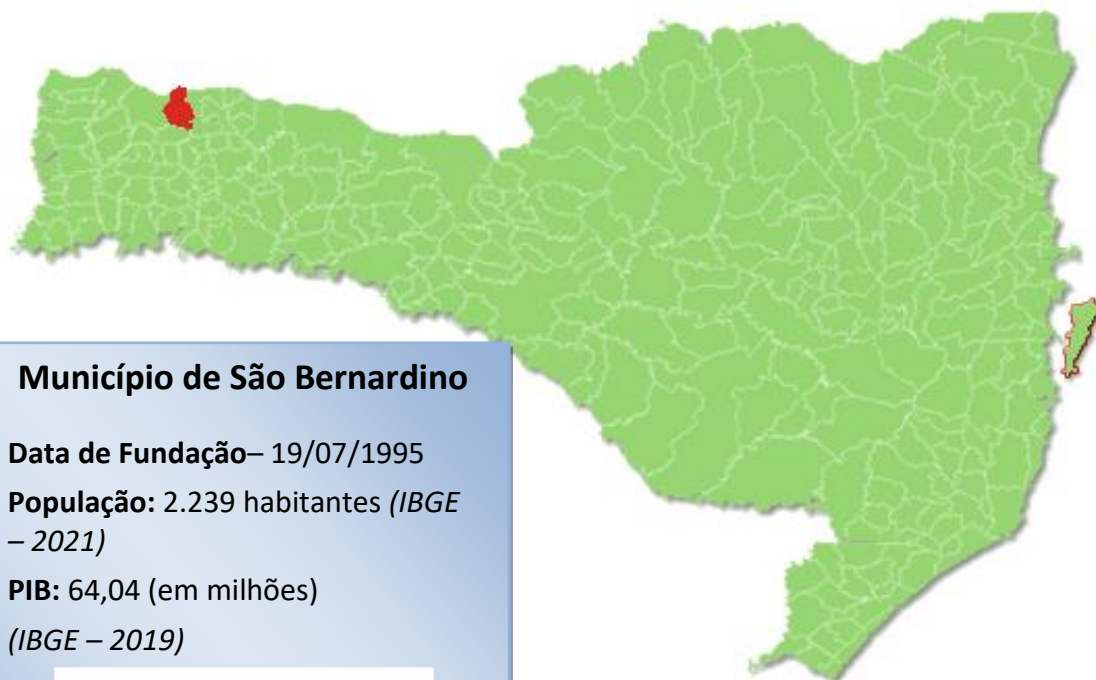 Município de São Bernardino
Data de Fundação– 19/07/1995
População: 2.239 habitantes (IBGE
– 2021)
PIB: 64,04 (em milhões)
(IBGE – 2019)